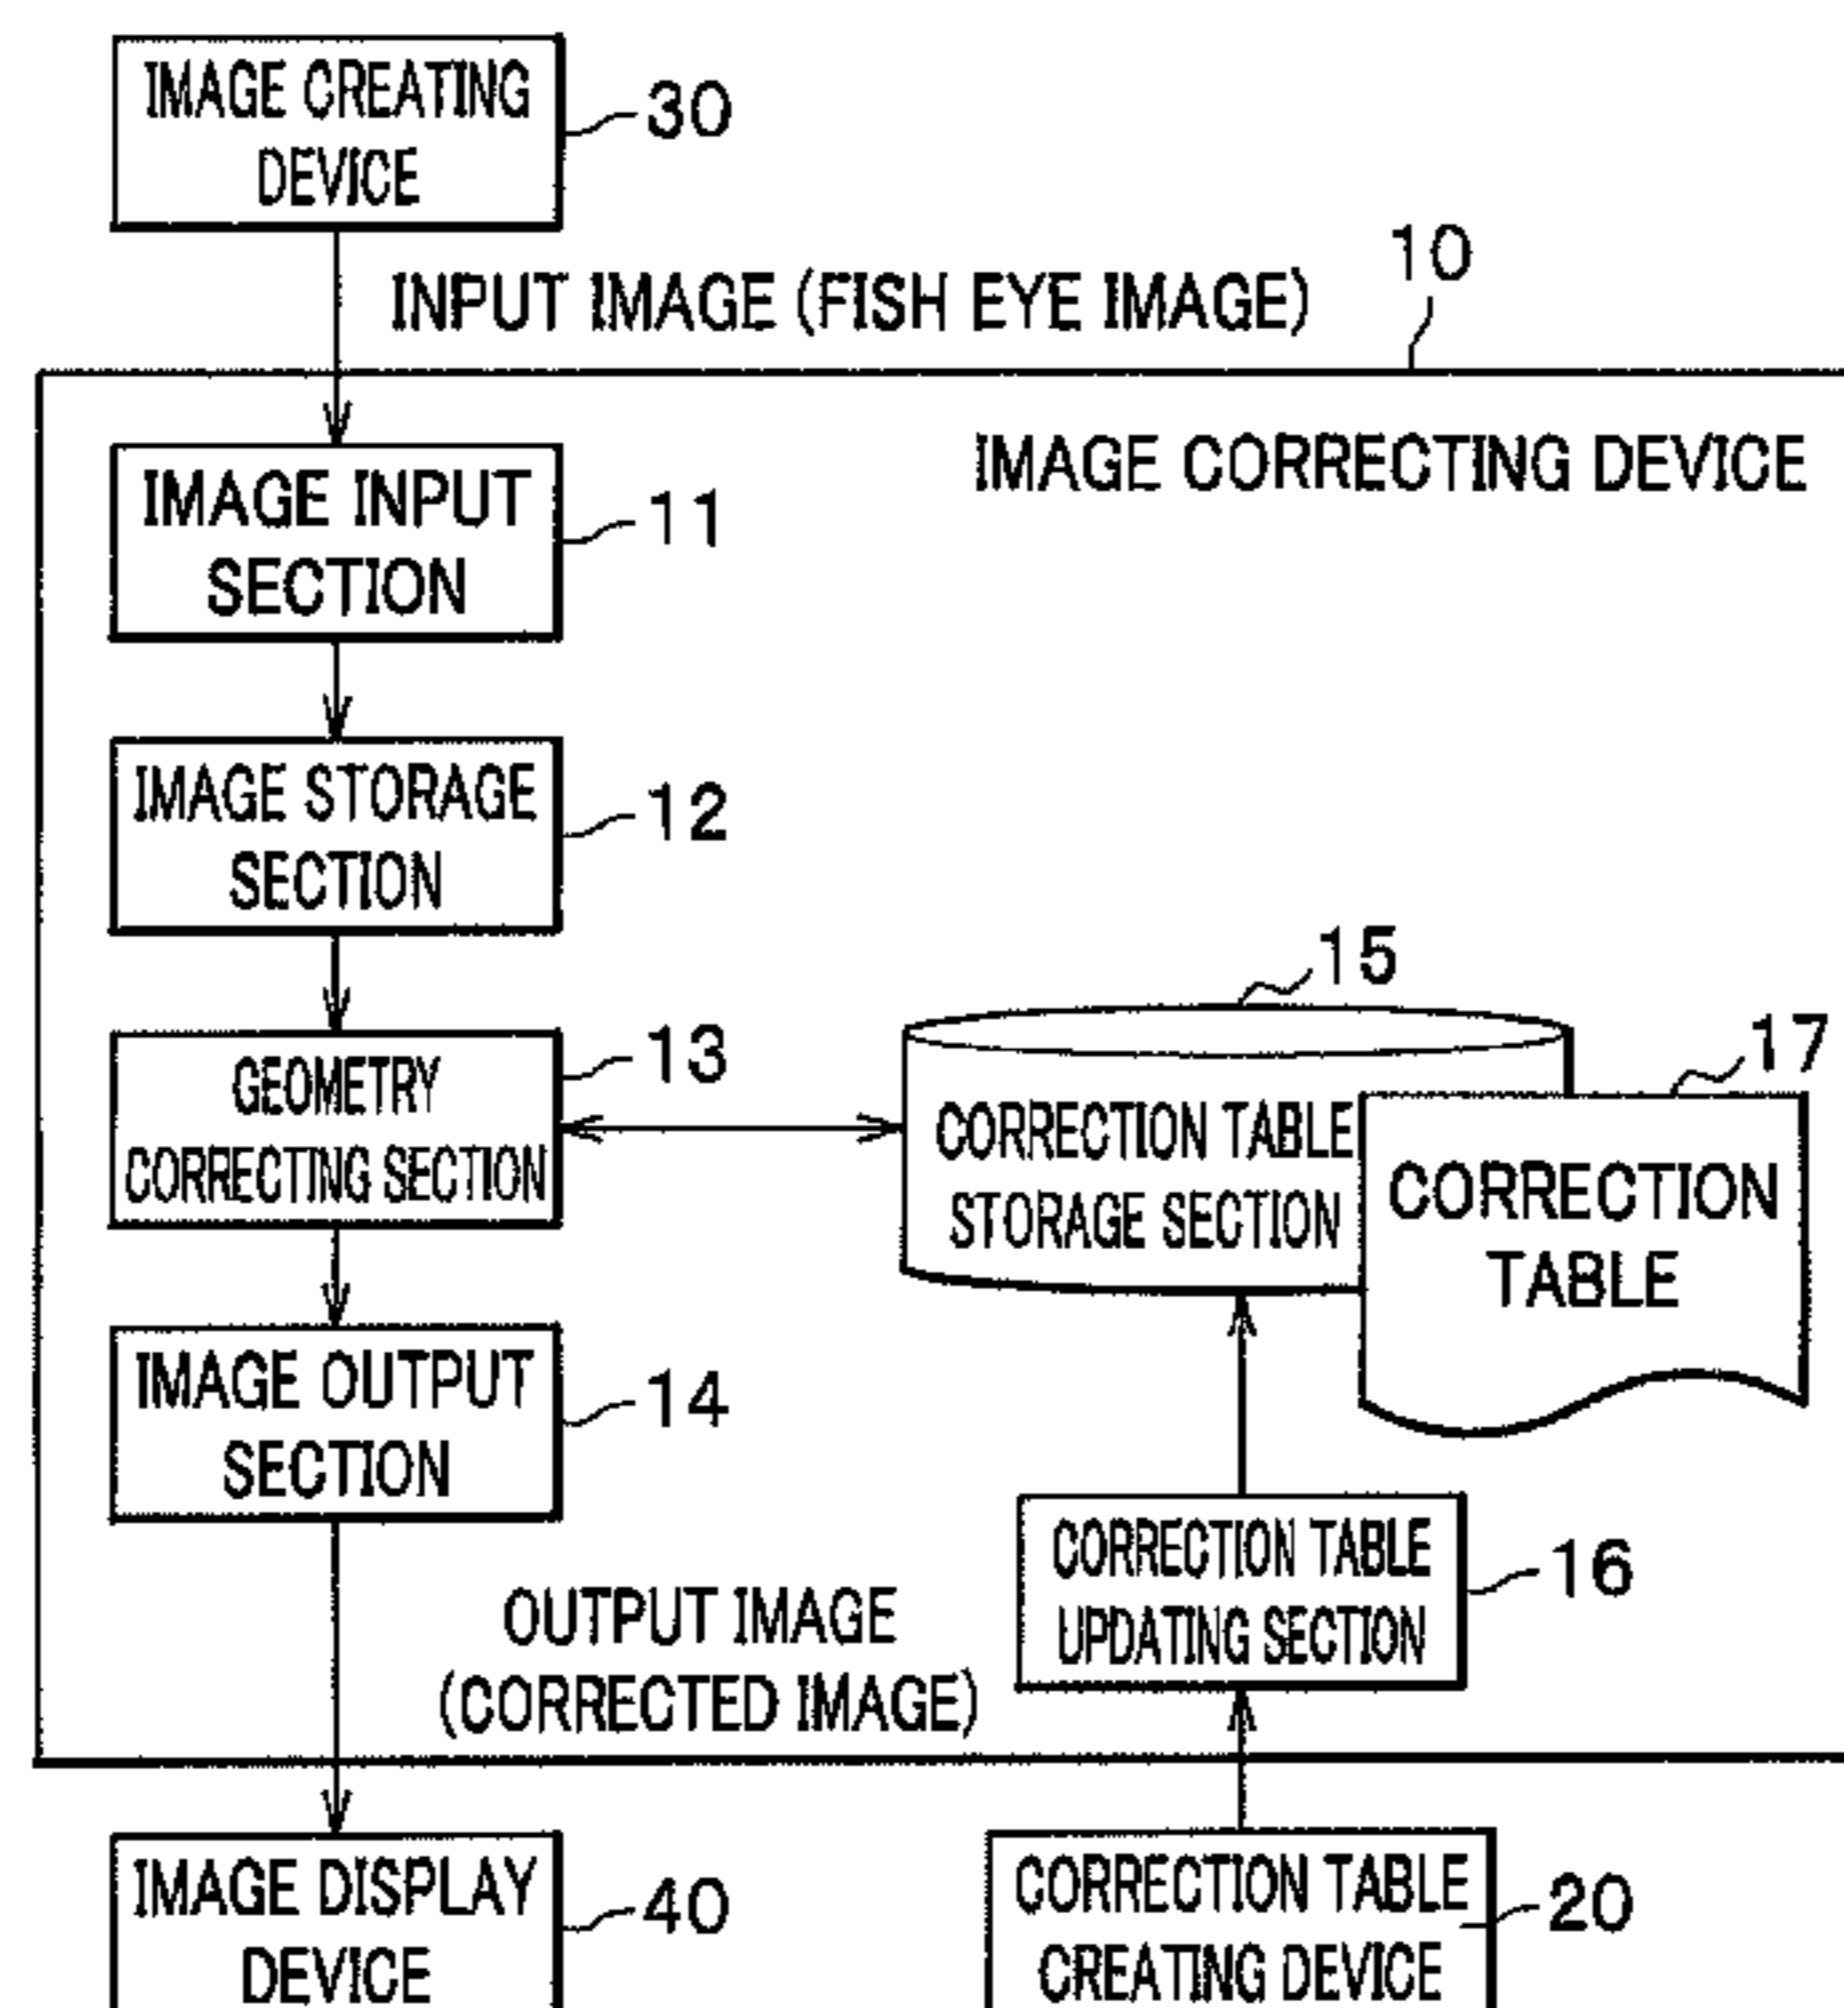 IMAGE CREATING
DEVICE
30
INPUT IMAGE (FISH EYE IMAGE)
10
IMAGE CORRECTING DEVICE
IMAGE INPUT
SECTION
11
IMAGE STORAGE
SECTION
12
GEOMETRY
CORRECTING SECTION
13
15
CORRECTION TABLE
STORAGE SECTION
17
CORRECTION
TABLE
IMAGE OUTPUT
SECTION
14
CORRECTION TABLE
UPDATING SECTION
16
OUTPUT IMAGE
(CORRECTED IMAGE)
IMAGE DISPLAY
DEVICE
40
CORRECTION TABLE
CREATING DEVICE
20